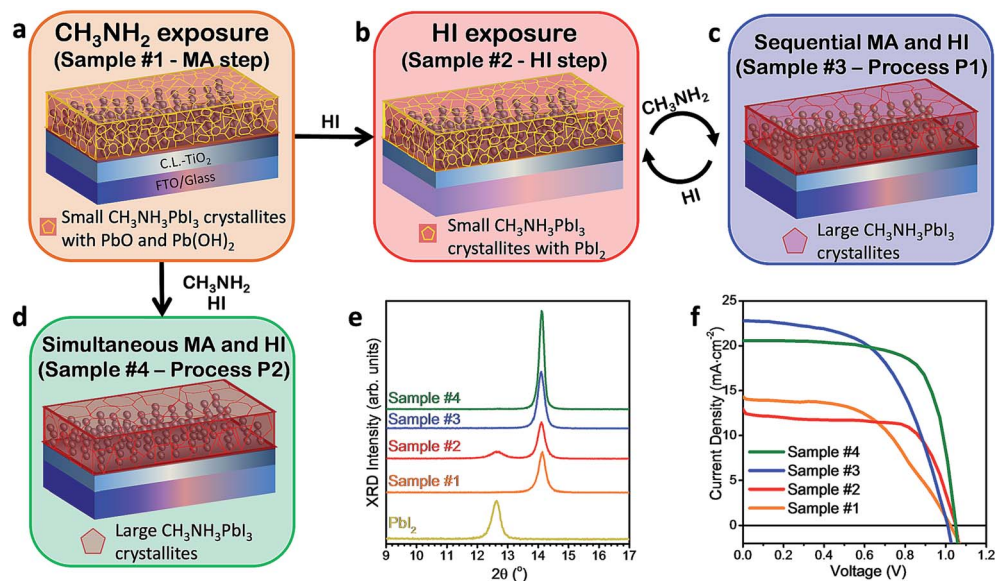 a
CH₃NH₂ exposure
(Sample #1 - MA step)
C.L.-TiO₂
FTO/Glass
Small CH₃NH₃PbI₃ crystallites
with PbO and Pb(OH)₂
HI
b
HI exposure
(Sample #2 - HI step)
Small CH₃NH₃PbI₃
crystallites with PbI₂
CH₃NH₂
HI
c
Sequential MA and HI
(Sample #3 – Process P1)
Large CH₃NH₃PbI₃
crystallites
CH₃NH₂
HI
d
Simultaneous MA and HI
(Sample #4 – Process P2)
Large CH₃NH₃PbI₃
crystallites
e
XRD Intensity (arb. units)
Sample #4
Sample #3
Sample #2
Sample #1
PbI₂
9 10 11 12 13 14 15 16 17
2θ (°)
f
Current Density (mA·cm⁻²)
25
20
15
10
5
0
Sample #4
Sample #3
Sample #2
Sample #1
0.0 0.2 0.4 0.6 0.8 1.0 1.2
Voltage (V)